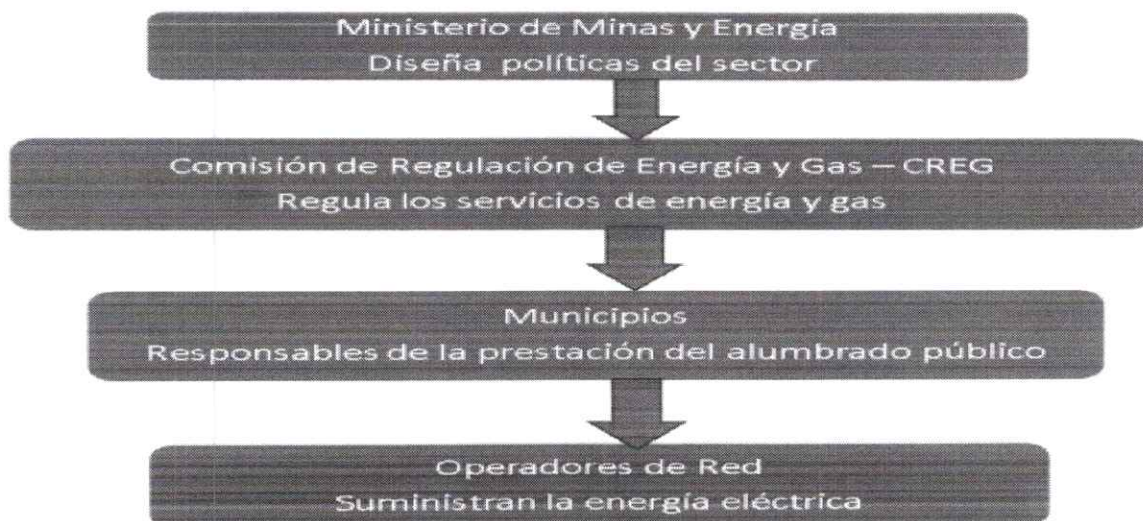 Ministerio de Minas y Energía
Diseña políticas del sector
Comisión de Regulación de Energía y Gas – CREG
Regula los servicios de energía y gas
Municipios
Responsables de la prestación del alumbrado público
Operadores de Red
Suministran la energía eléctrica